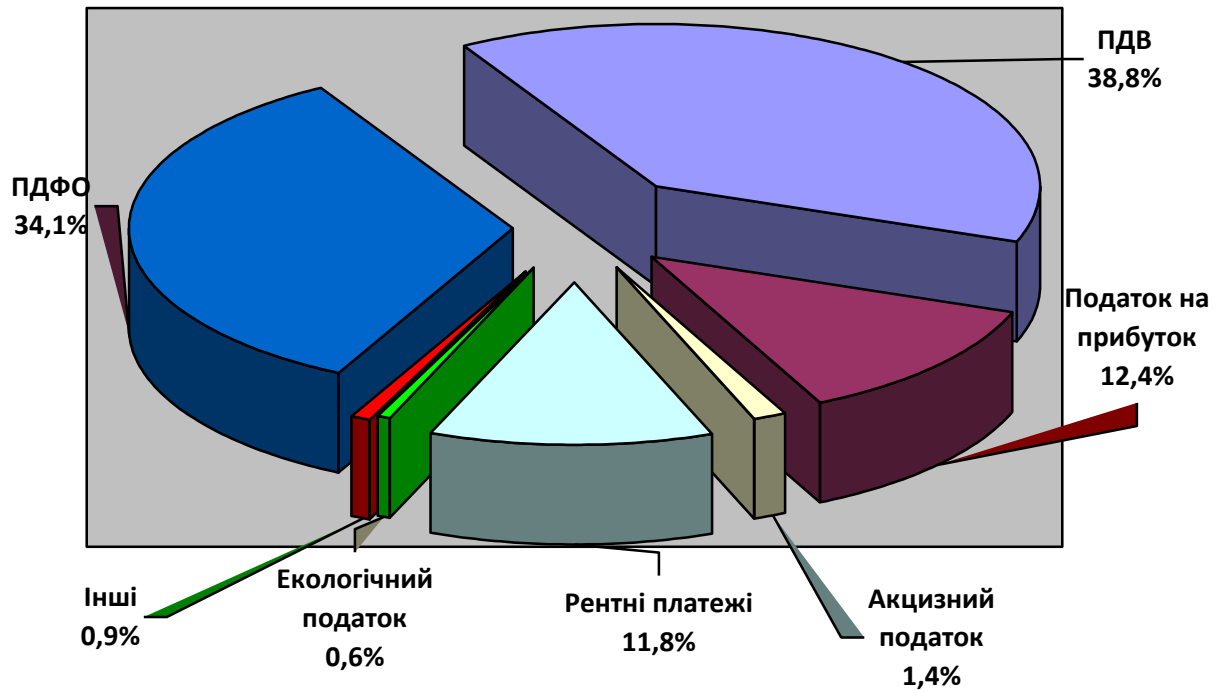 ПДВ
38,8%
ПДФО
34,1%
Податок на
прибуток
12,4%
Інші
0,9%
Екологічний
податок
0,6%
Рентні платежі
11,8%
Акцизний
податок
1,4%